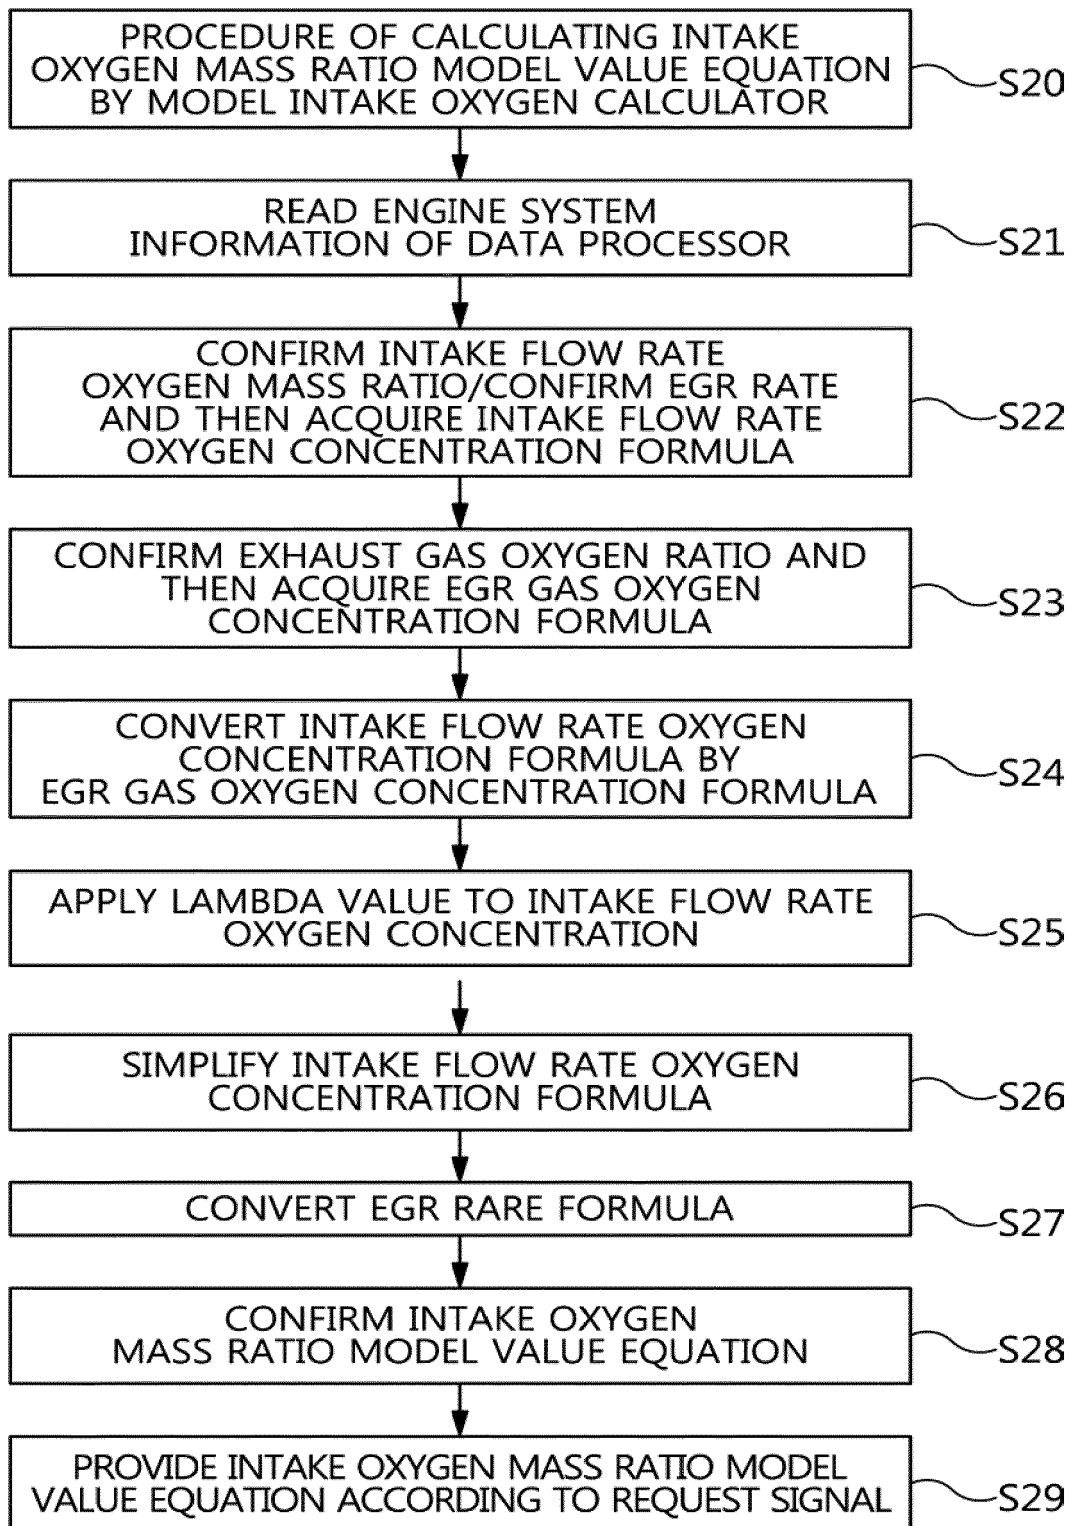 PROCEDURE OF CALCULATING INTAKE
OXYGEN MASS RATIO MODEL VALUE EQUATION
BY MODEL INTAKE OXYGEN CALCULATOR
S20
READ ENGINE SYSTEM
INFORMATION OF DATA PROCESSOR
S21
CONFIRM INTAKE FLOW RATE
OXYGEN MASS RATIO/CONFIRM EGR RATE
AND THEN ACQUIRE INTAKE FLOW RATE
OXYGEN CONCENTRATION FORMULA
S22
CONFIRM EXHAUST GAS OXYGEN RATIO AND
THEN ACQUIRE EGR GAS OXYGEN
CONCENTRATION FORMULA
S23
CONVERT INTAKE FLOW RATE OXYGEN
CONCENTRATION FORMULA BY
EGR GAS OXYGEN CONCENTRATION FORMULA
S24
APPLY LAMBDA VALUE TO INTAKE FLOW RATE
OXYGEN CONCENTRATION
S25
SIMPLIFY INTAKE FLOW RATE OXYGEN
CONCENTRATION FORMULA
S26
CONVERT EGR RARE FORMULA
S27
CONFIRM INTAKE OXYGEN
MASS RATIO MODEL VALUE EQUATION
S28
PROVIDE INTAKE OXYGEN MASS RATIO MODEL
VALUE EQUATION ACCORDING TO REQUEST SIGNAL
S29